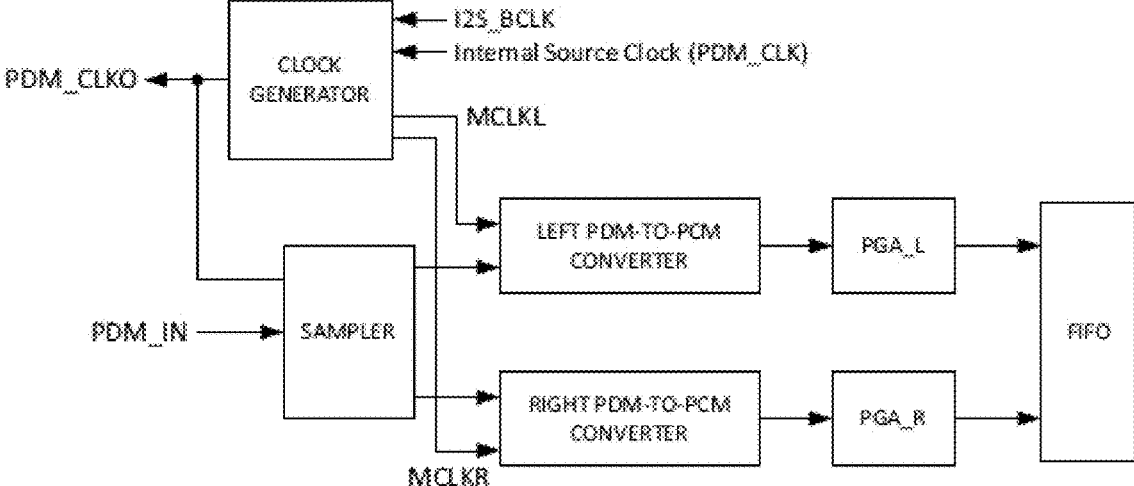 I2S_BCLK
Internal Source Clock (PDM_CLK)
PDM_CLKO
CLOCK
GENERATOR
MCLKL
LEFT PDM-TO-PCM
CONVERTER
PGA_L
PDM_IN
SAMPLER
FIFO
RIGHT PDM-TO-PCM
CONVERTER
PGA_R
MCLKR